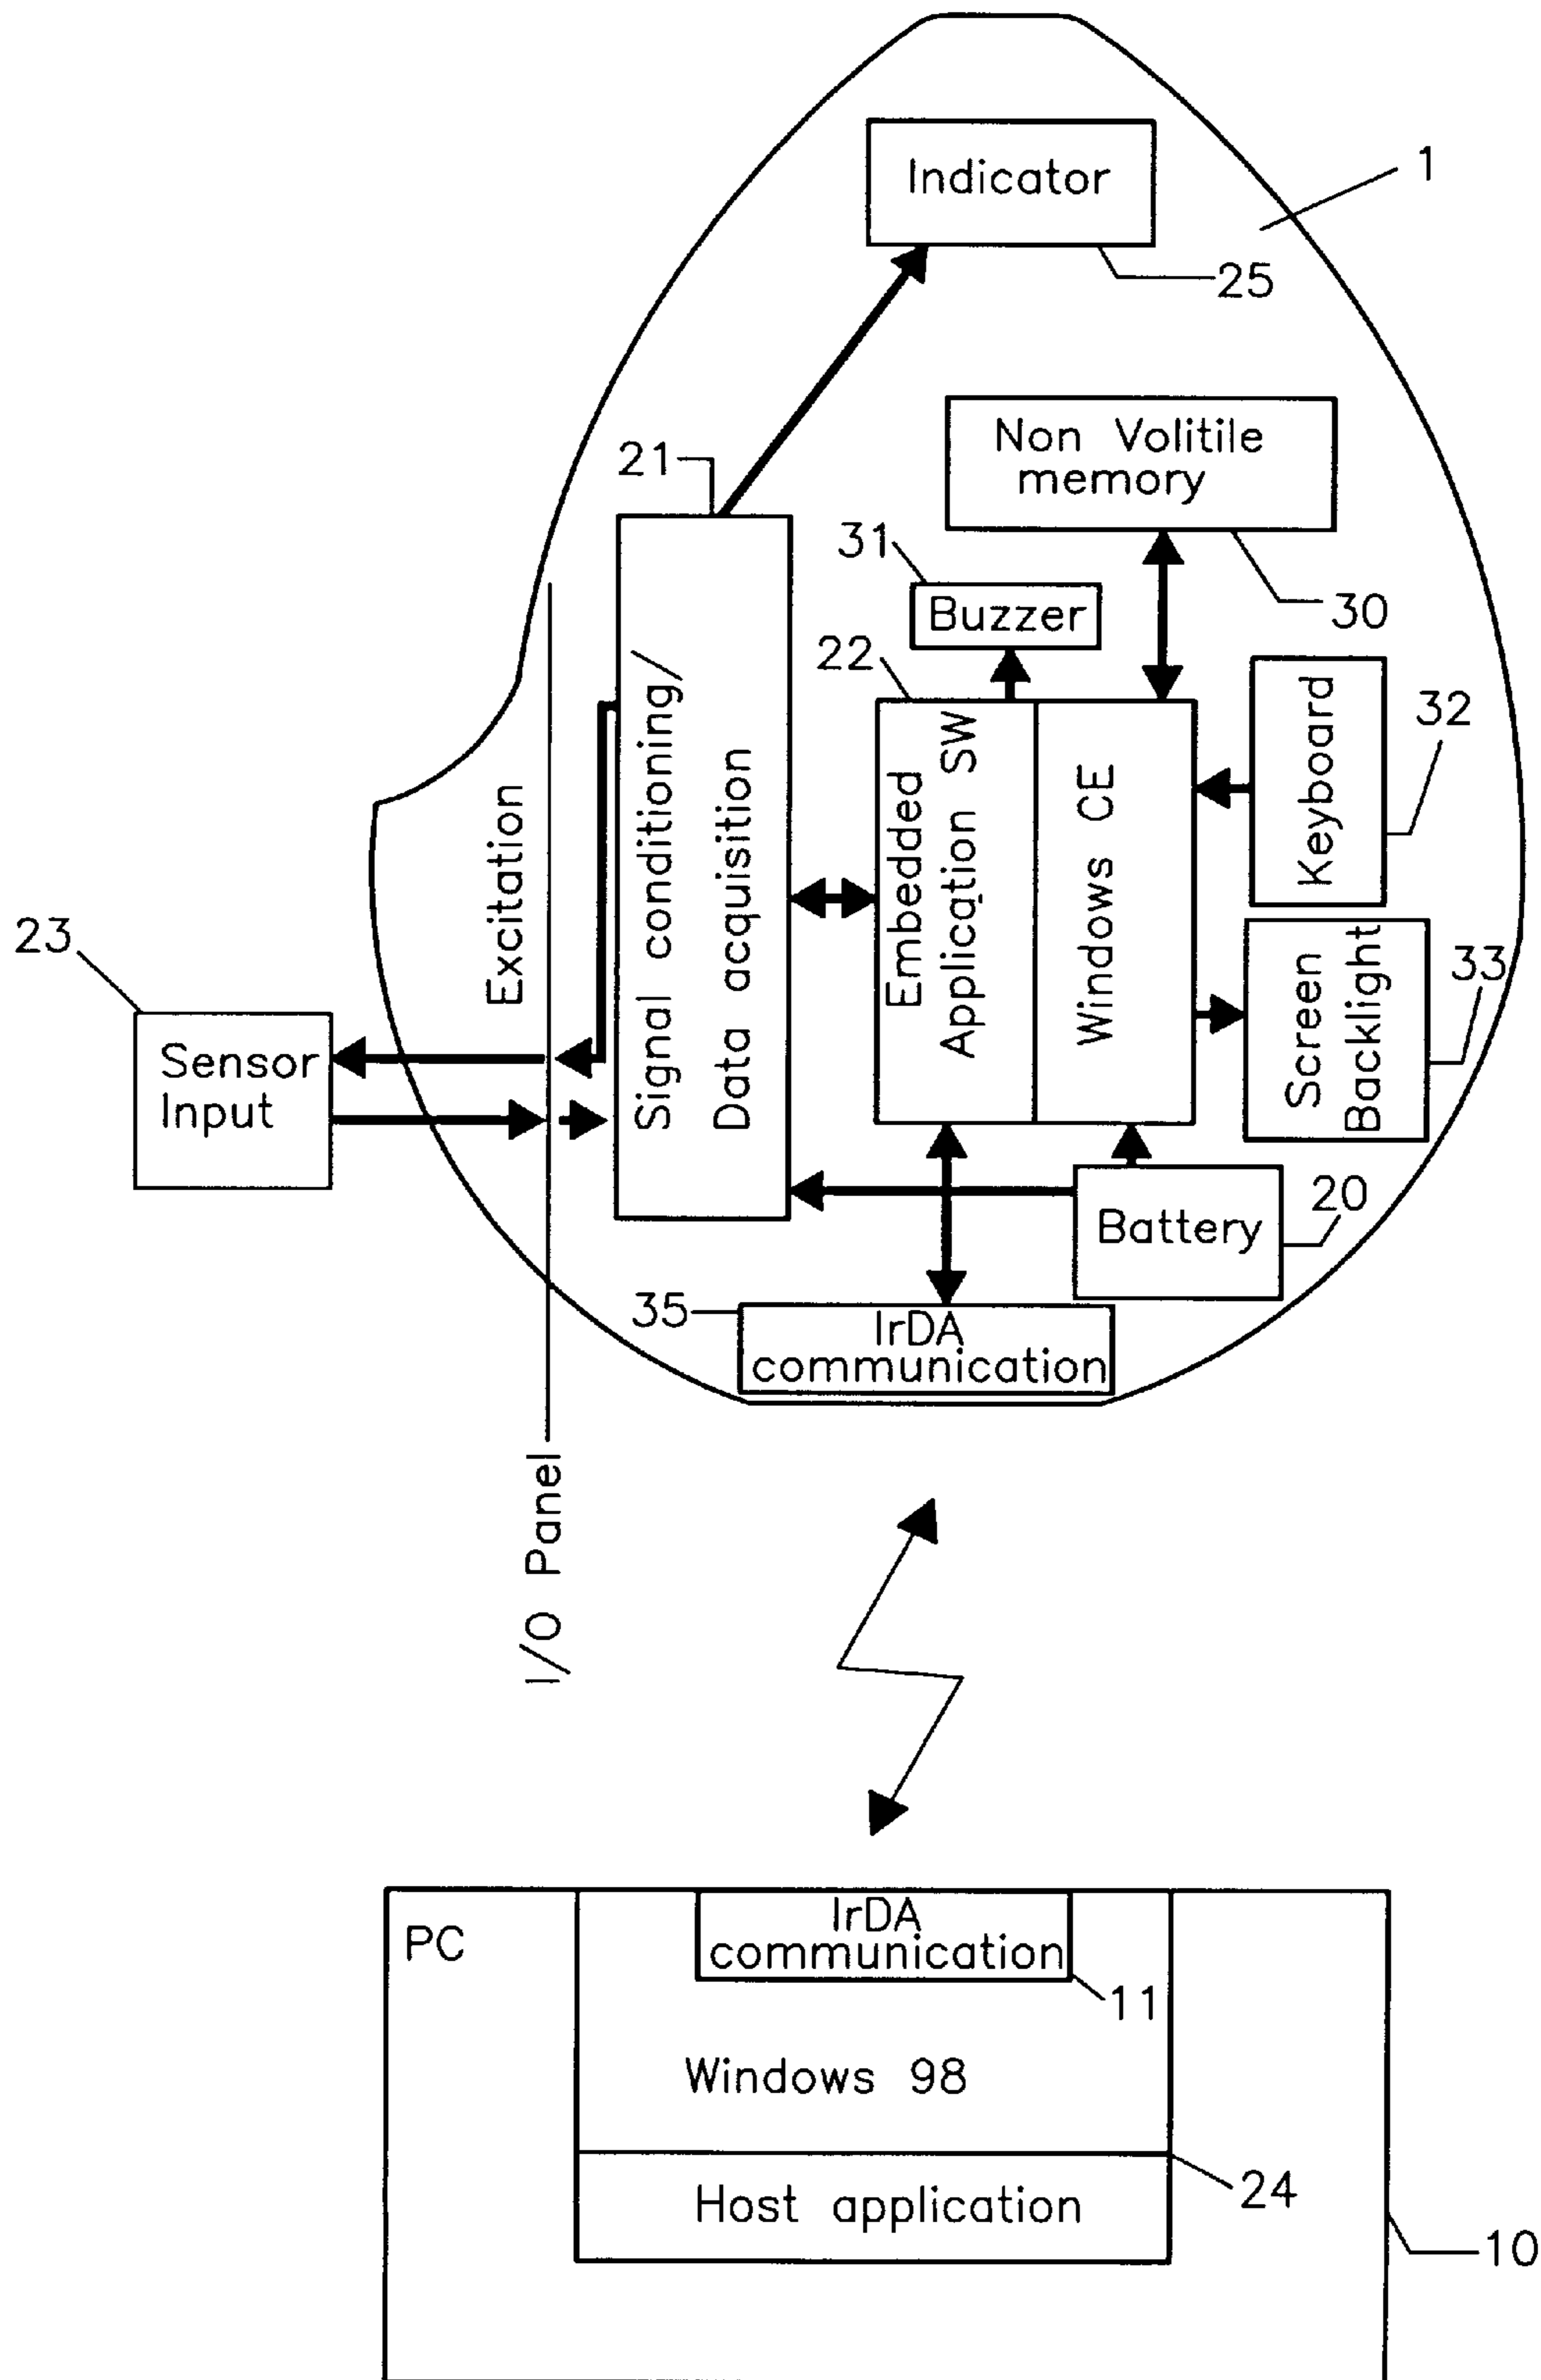 Indicator
1
25
Non Volitile
memory
21
31
Buzzer
30
22
Keyboard
32
Signal conditioning/
Data acquisition
Embedded
Application SW
Windows CE
Excitation
23
Sensor
Input
Screen
Backlight
33
Battery
20
35
IrDA
communication
I/O Panel
PC
IrDA
communication
11
Windows 98
24
Host application
10